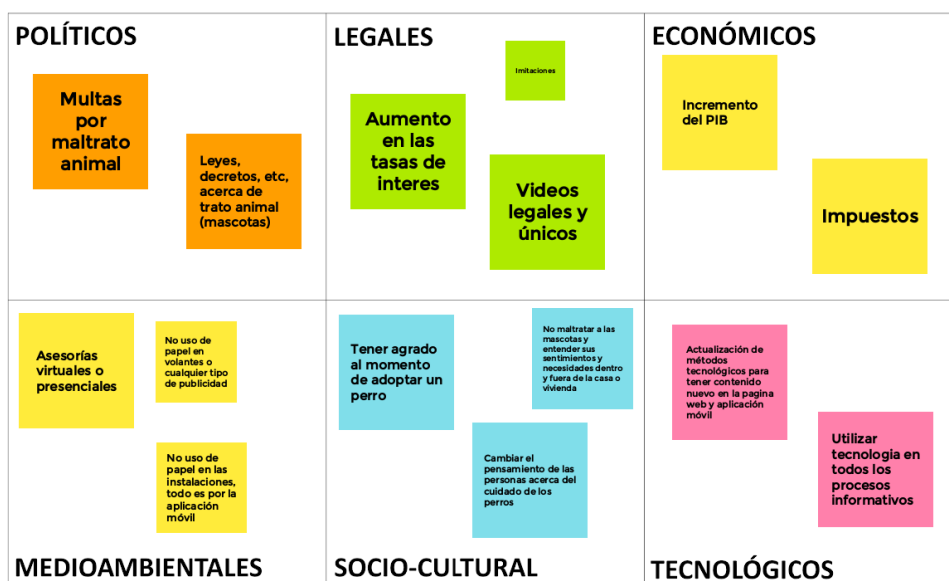 POLÍTICOS
Multas
por
maltrato
animal
Leyes,
decretos, etc,
acerca de
trato animal
(mascotas)
LEGALES
Imitaciones
Aumento
en las
tasas de
interes
Videos
legales y
únicos
ECONÓMICOS
Incremento
del PIB
Impuestos
Asesorías
virtuales o
presenciales
No uso de
papel en
volantes o
cualquier tipo
de publicidad
No uso de
papel en las
instalaciones,
todo es por la
aplicación
móvil
MEDIOAMBIENTALES
Tener agrado
al momento
de adoptar un
perro
No maltratar a las
mascotas y
entender sus
sentimientos y
necesidades dentro
y fuera de la casa o
vivienda
Cambiar el
pensamiento de las
personas acerca del
cuidado de los
perros
SOCIO-CULTURAL
Actualización de
métodos
tecnológicos para
tener contenido
nuevo en la pagina
web y aplicación
móvil
Utilizar
tecnologia en
todos los
procesos
informativos
TECNOLÓGICOS